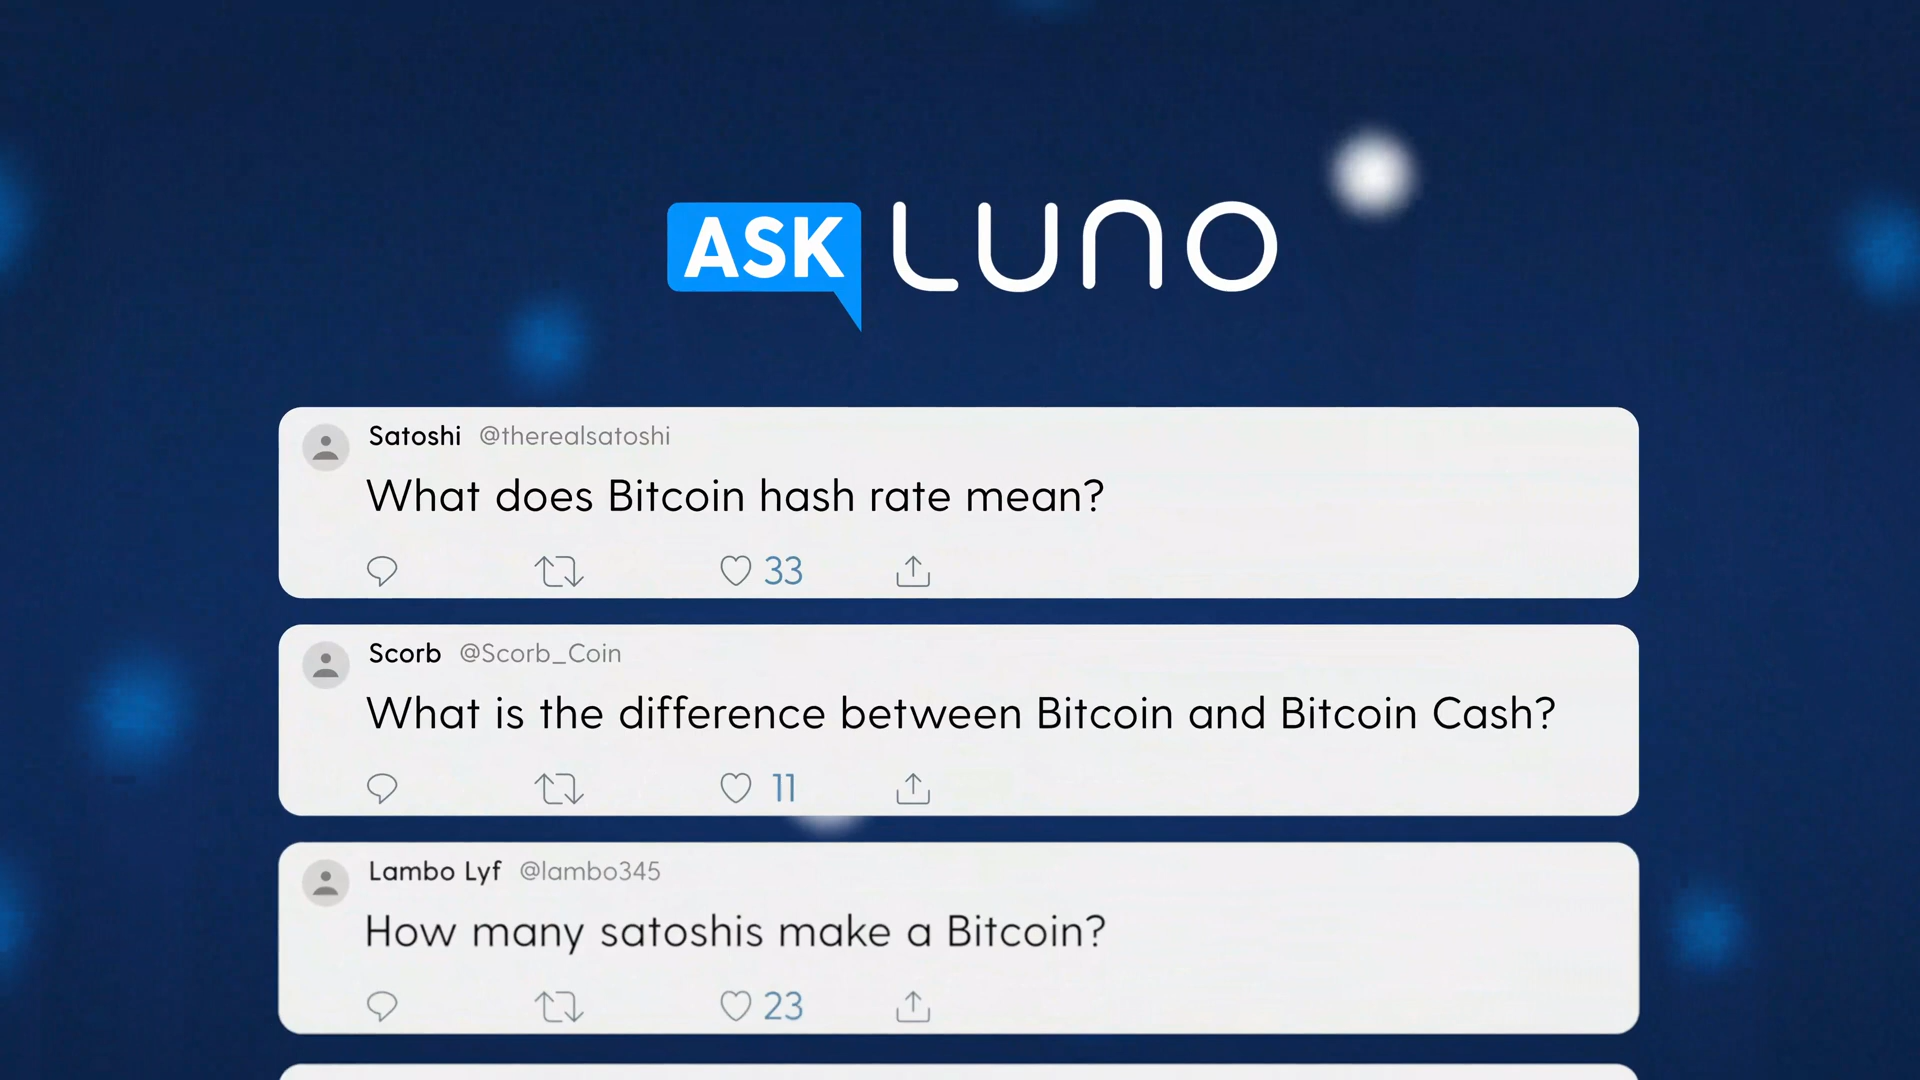 ASK LUNO
Satoshi @therealsatoshi
What does Bitcoin hash rate mean?
33
Scorb @Scorb_Coin
What is the difference between Bitcoin and Bitcoin Cash?
11
Lambo Lyf @lambo345
How many satoshis make a Bitcoin?
23